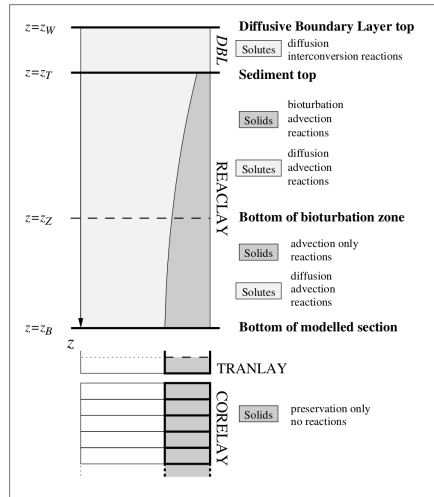 z=z_W
Diffusive Boundary Layer top
DBL
Solutes
diffusion
interconversion reactions
z=z_T
Sediment top
Solids
bioturbation
advection
reactions
Solutes
diffusion
advection
reactions
REACLAY
z=z_Z
Bottom of bioturbation zone
Solids
advection only
reactions
Solutes
diffusion
advection
reactions
z=z_B
Bottom of modelled section
z
TRANLAY
CORELAY
Solids
preservation only
no reactions